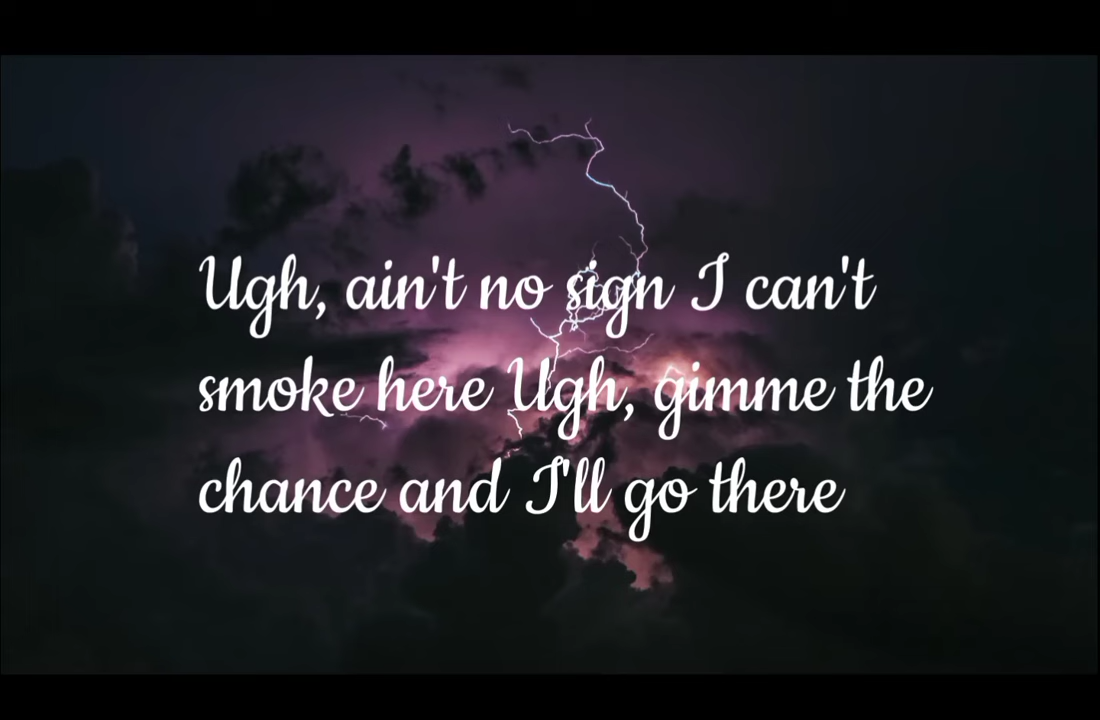 Ugh, ain't no sign I can't
smoke here Ugh, gimme the
chance and I'll go there